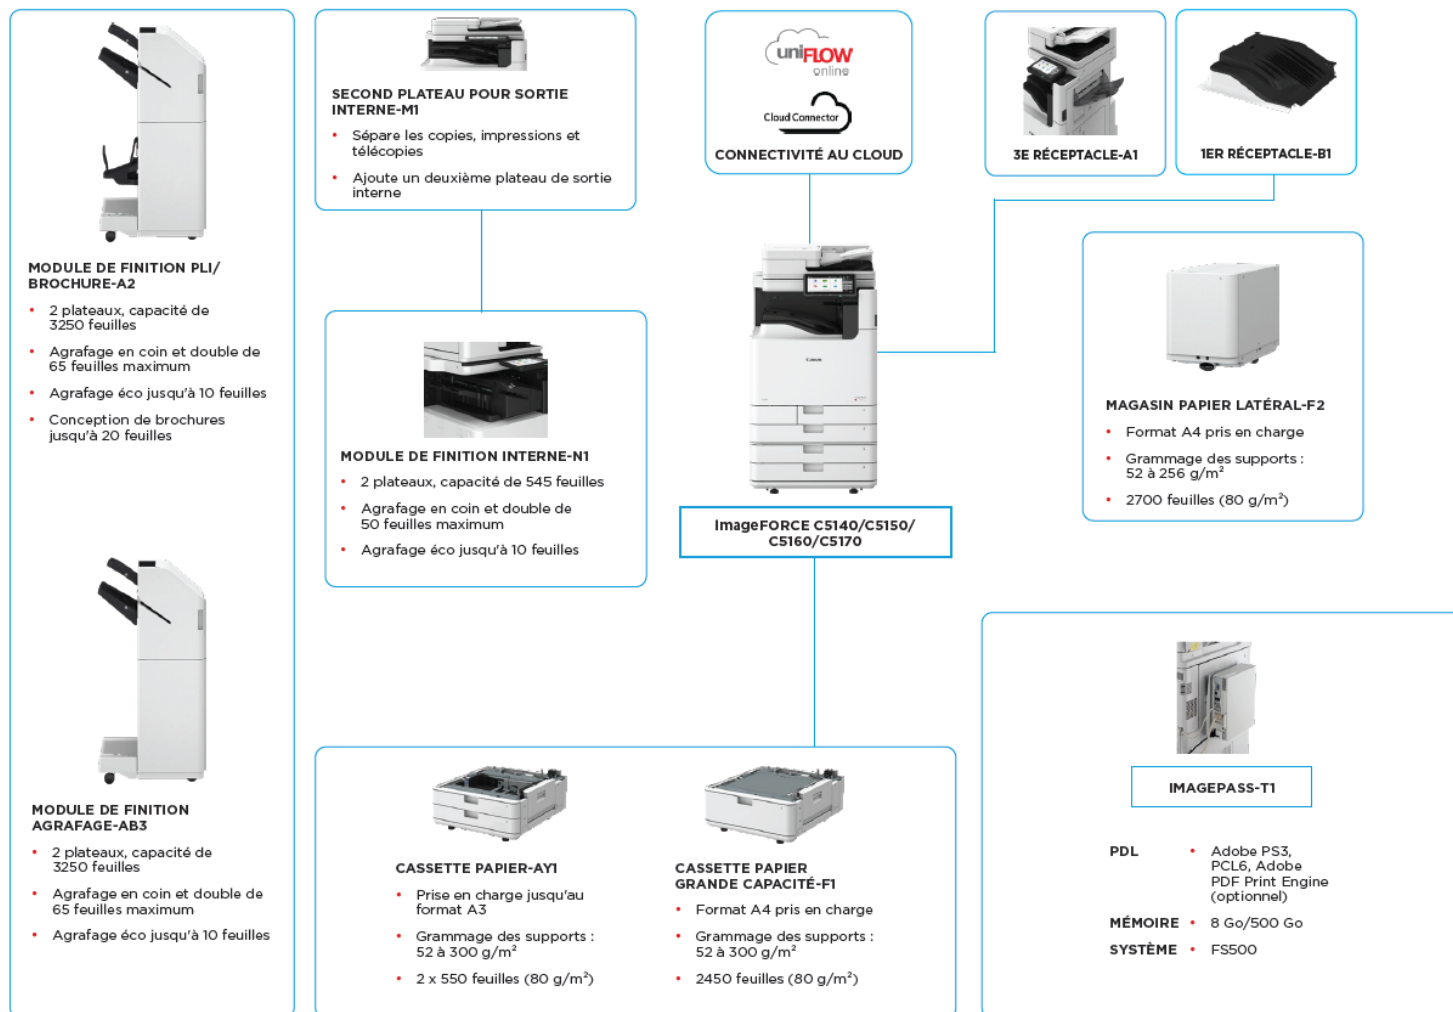 MODULE DE FINITION PLI/
BROCHURE-A2
• 2 plateaux, capacité de
3250 feuilles
• Agrafage en coin et double de
65 feuilles maximum
• Agrafage éco jusqu'à 10 feuilles
• Conception de brochures
jusqu'à 20 feuilles
MODULE DE FINITION
AGRAFAGE-AB3
• 2 plateaux, capacité de
3250 feuilles
• Agrafage en coin et double de
65 feuilles maximum
• Agrafage éco jusqu'à 10 feuilles
SECOND PLATEAU POUR SORTIE
INTERNE-M1
• Sépare les copies, impressions et
télécopies
• Ajoute un deuxième plateau de sortie
interne
MODULE DE FINITION INTERNE-N1
• 2 plateaux, capacité de 545 feuilles
• Agrafage en coin et double de
50 feuilles maximum
• Agrafage éco jusqu'à 10 feuilles
uniFLOW
online
Cloud Connector
CONNECTIVITÉ AU CLOUD
3E RÉCEPTACLE-A1
1ER RÉCEPTACLE-B1
Canon
ImageFORCE C5140/C5150/
C5160/C5170
MAGASIN PAPIER LATÉRAL-F2
• Format A4 pris en charge
• Grammage des supports :
52 à 256 g/m²
• 2700 feuilles (80 g/m²)
CASSETTE PAPIER-AY1
• Prise en charge jusqu'au
format A3
• Grammage des supports :
52 à 300 g/m²
• 2 x 550 feuilles (80 g/m²)
CASSETTE PAPIER
GRANDE CAPACITÉ-F1
• Format A4 pris en charge
• Grammage des supports :
52 à 300 g/m²
• 2450 feuilles (80 g/m²)
IMAGEPASS-T1
PDL • Adobe PS3,
PCL6, Adobe
PDF Print Engine
(optionnel)
MÉMOIRE • 8 Go/500 Go
SYSTÈME • FS500